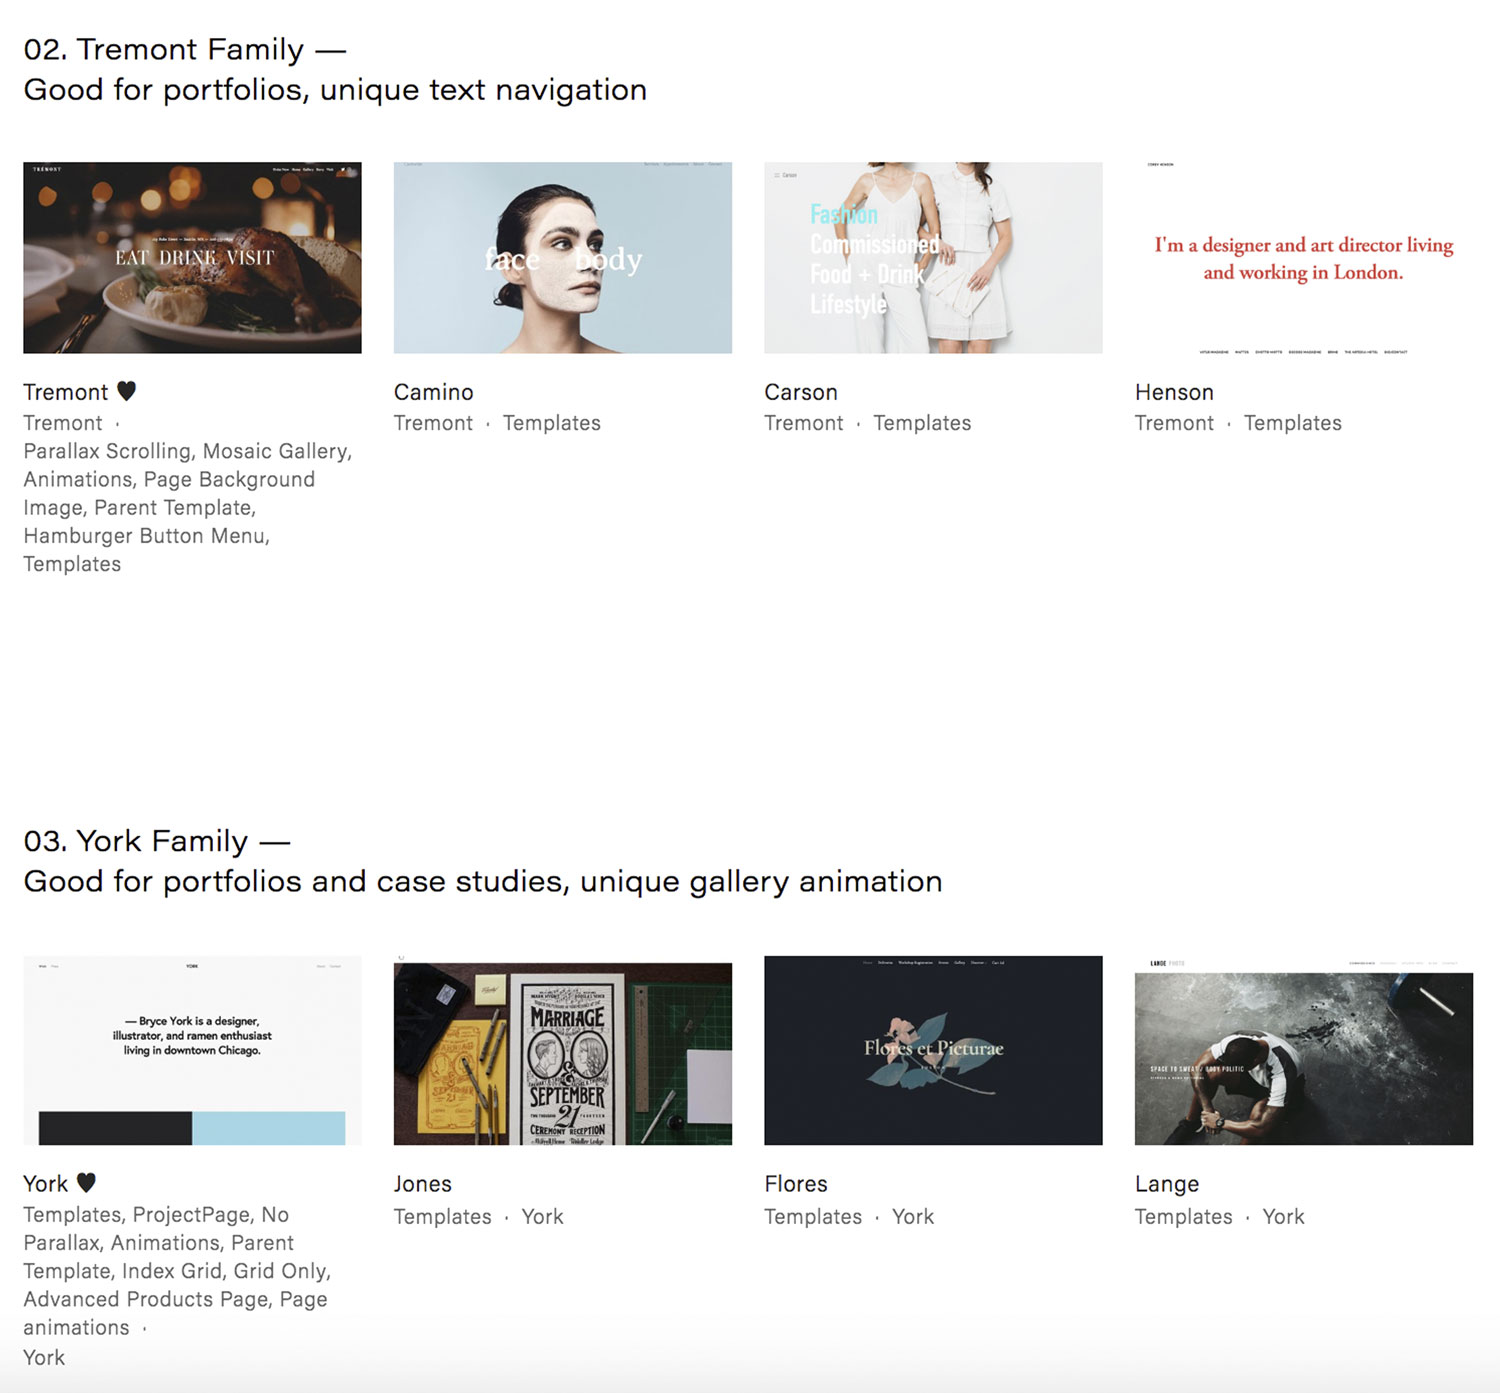 02. Tremont Family —
Good for portfolios, unique text navigation
TREMONT
EAT DRINK VISIT
face body
Carson
Fashion
Commissioned
Food + Drink
Lifestyle
COREY HENSON
I'm a designer and art director living
and working in London.
Tremont ♥
Tremont ·
Parallax Scrolling, Mosaic Gallery,
Animations, Page Background
Image, Parent Template,
Hamburger Button Menu,
Templates
Camino
Tremont · Templates
Carson
Tremont · Templates
Henson
Tremont · Templates
03. York Family —
Good for portfolios and case studies, unique gallery animation
YORK
— Bryce York is a designer,
illustrator, and ramen enthusiast
living in downtown Chicago.
MARRIAGE
SEPTEMBER
21
CEREMONY RECEPTION
Flores et Picturae
LANGE PHOTO
SPACE TO SWEAT / BODY POLITIC
York ♥
Templates, ProjectPage, No
Parallax, Animations, Parent
Template, Index Grid, Grid Only,
Advanced Products Page, Page
animations ·
York
Jones
Templates · York
Flores
Templates · York
Lange
Templates · York